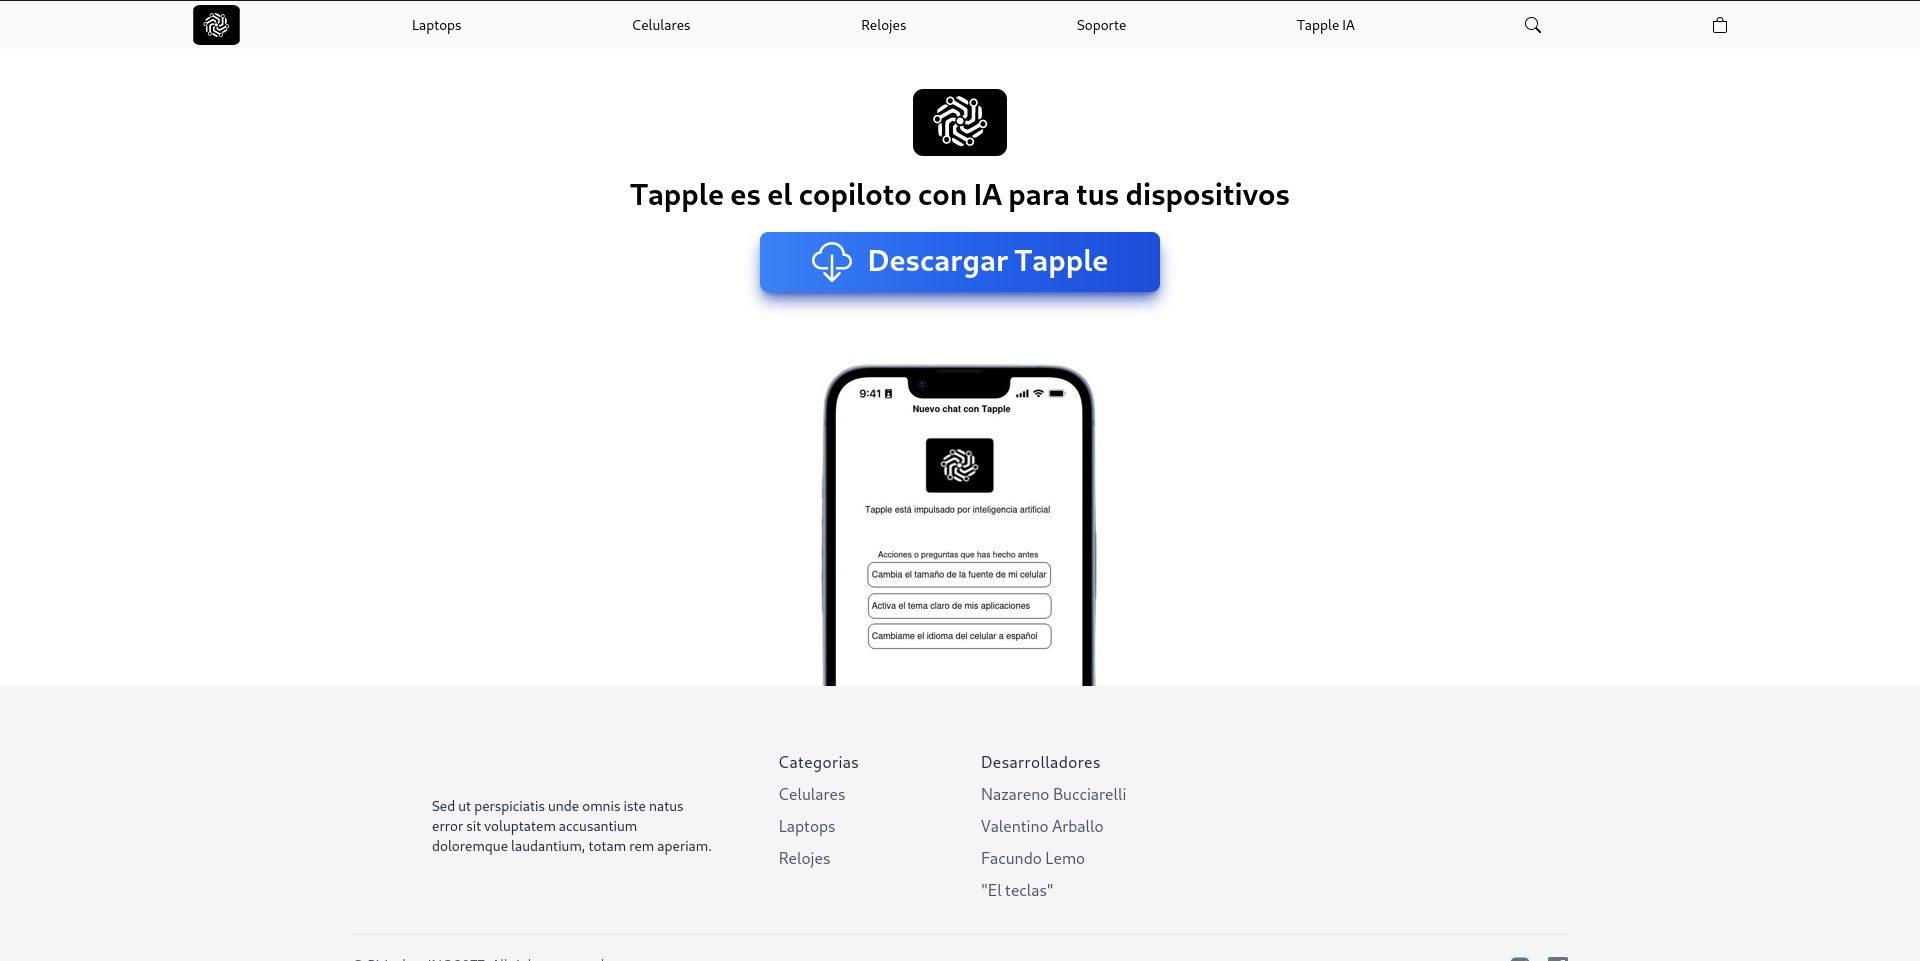 Laptops
Celulares
Relojes
Soporte
Tapple IA
Tapple es el copiloto con IA para tus dispositivos
Descargar Tapple
9:41
Nuevo chat con Tapple
Tapple está impulsado por inteligencia artificial
Acciones o preguntas que has hecho antes
Cambia el tamaño de la fuente de mi celular
Activa el tema claro de mis aplicaciones
Cambiame el idioma del celular a español
Sed ut perspiciatis unde omnis iste natus
error sit voluptatem accusantium
doloremque laudantium, totam rem aperiam.
Categorias
Celulares
Laptops
Relojes
Desarrolladores
Nazareno Bucciarelli
Valentino Arballo
Facundo Lemo
"El teclas"